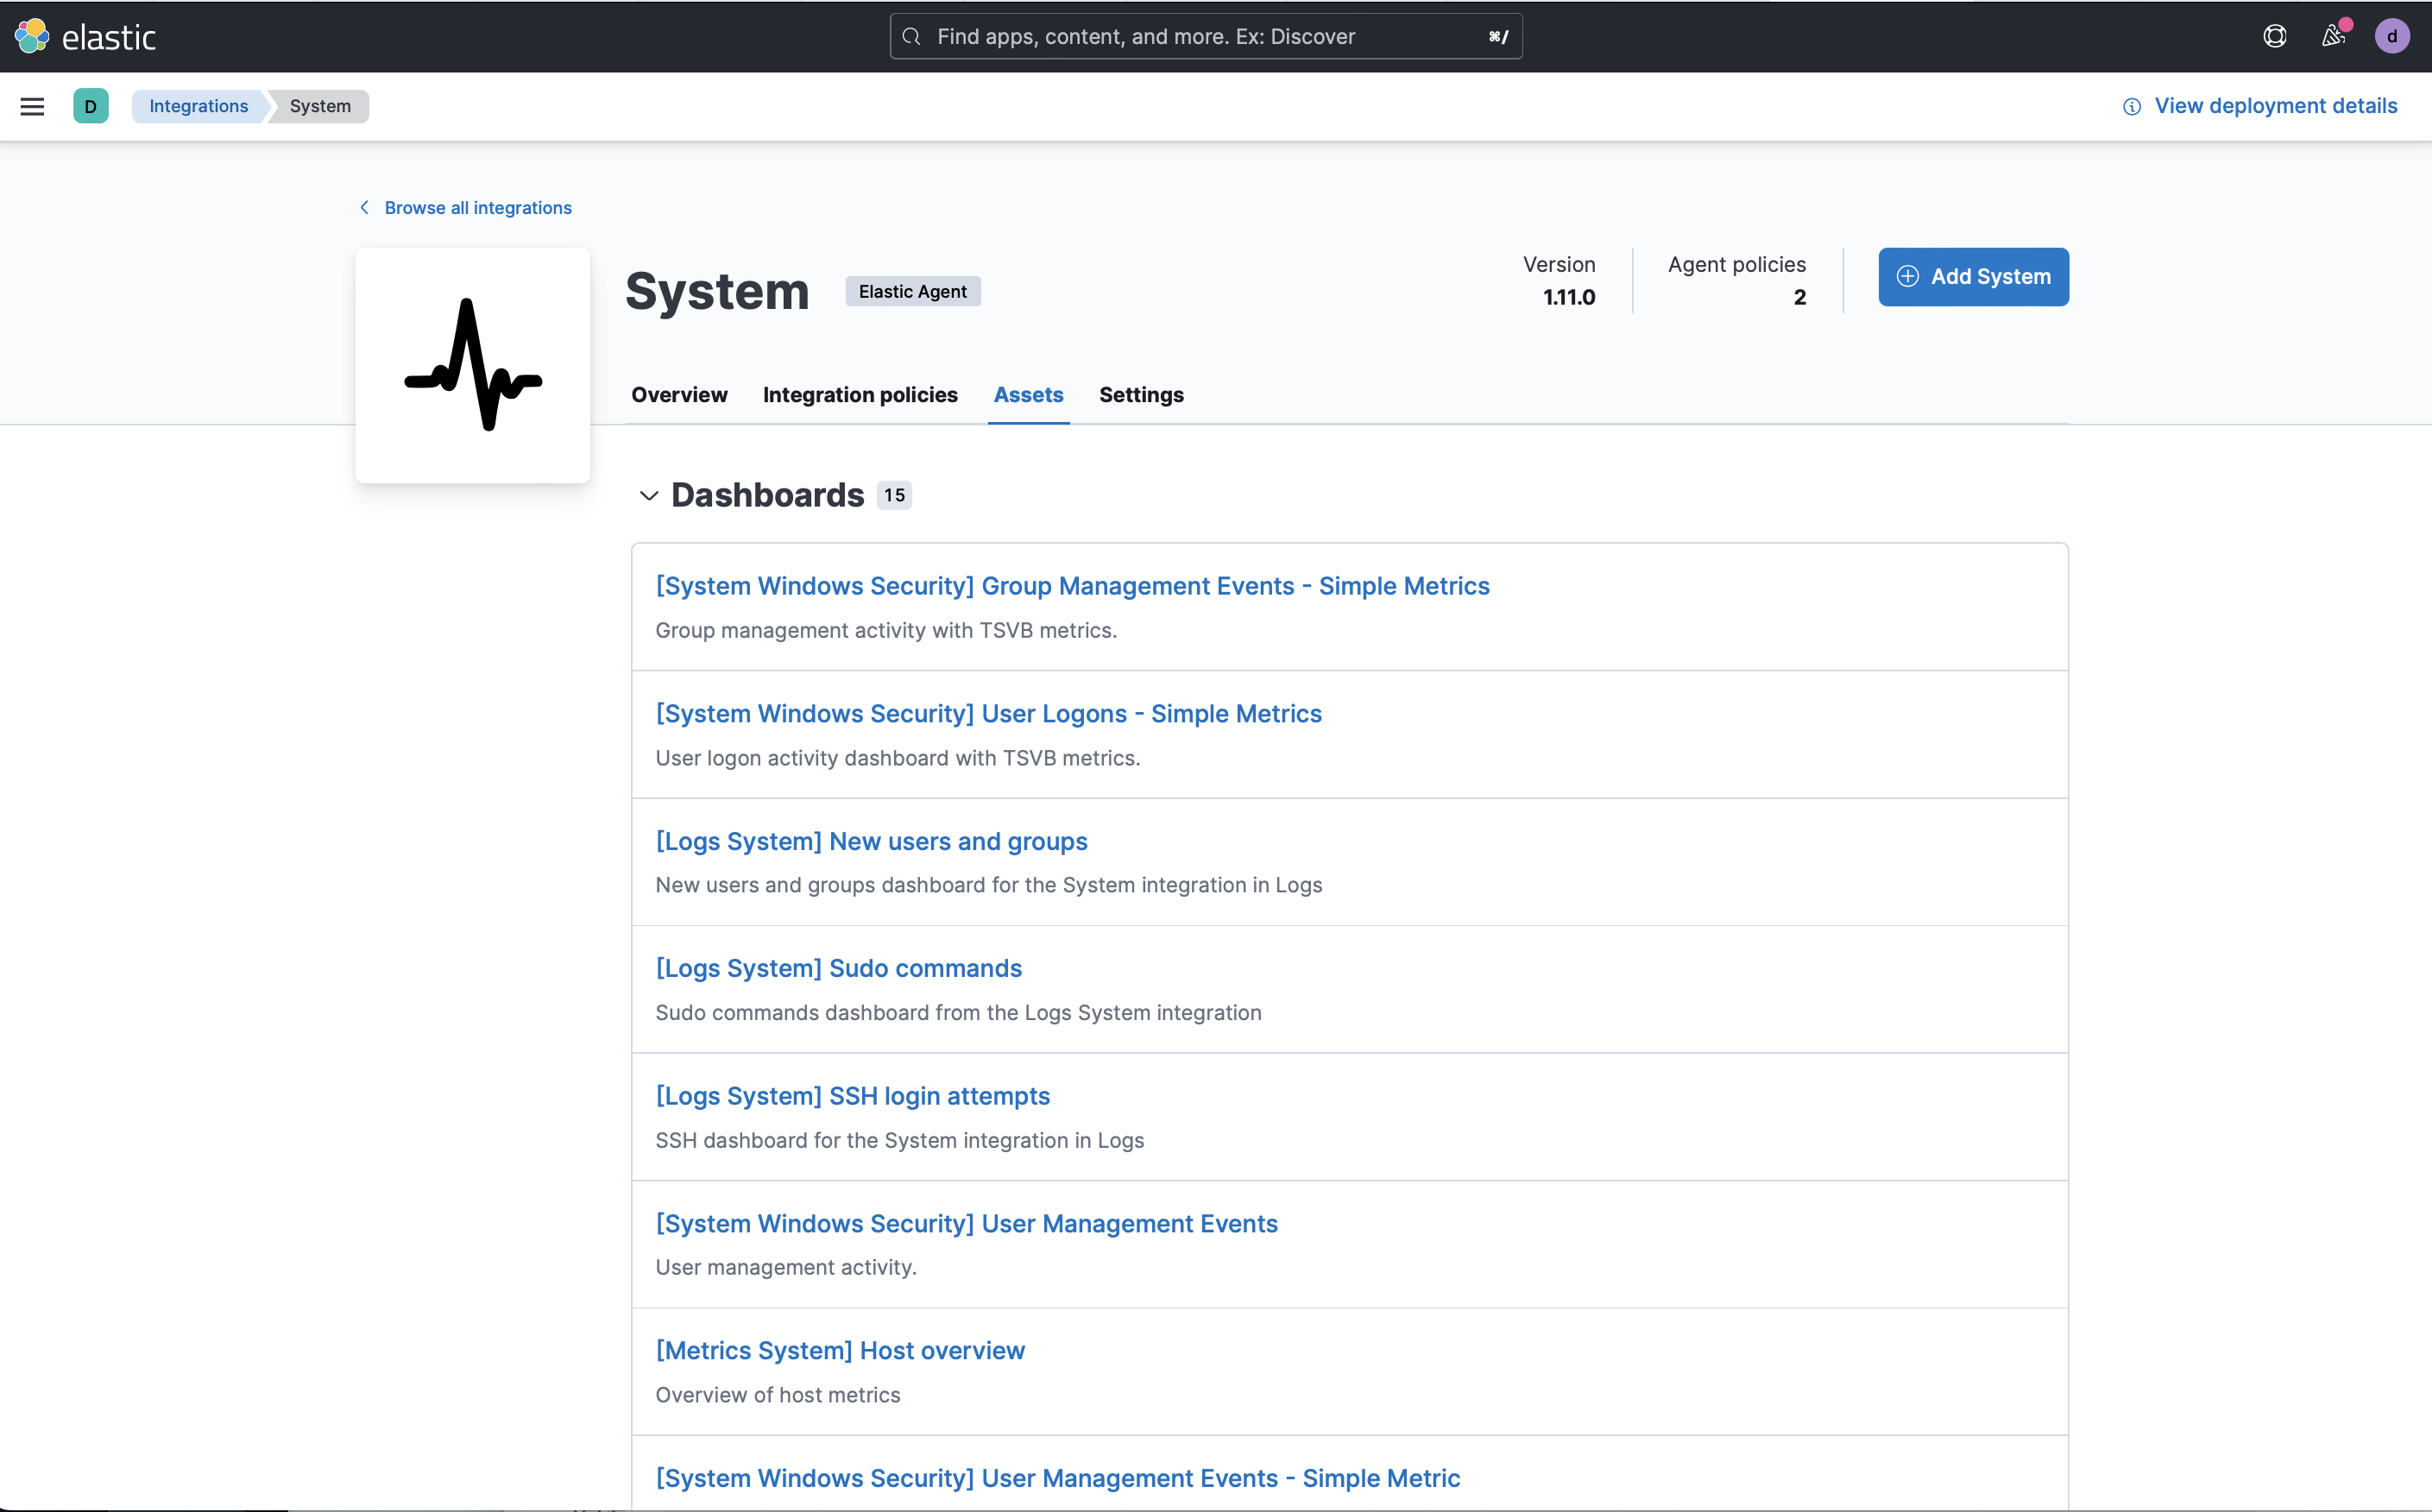 elastic
Find apps, content, and more. Ex: Discover
⌘/
d
D
Integrations
System
View deployment details
Browse all integrations
System
Elastic Agent
Version
1.11.0
Agent policies
2
Add System
Overview
Integration policies
Assets
Settings
Dashboards
15
[System Windows Security] Group Management Events - Simple Metrics
Group management activity with TSVB metrics.
[System Windows Security] User Logons - Simple Metrics
User logon activity dashboard with TSVB metrics.
[Logs System] New users and groups
New users and groups dashboard for the System integration in Logs
[Logs System] Sudo commands
Sudo commands dashboard from the Logs System integration
[Logs System] SSH login attempts
SSH dashboard for the System integration in Logs
[System Windows Security] User Management Events
User management activity.
[Metrics System] Host overview
Overview of host metrics
[System Windows Security] User Management Events - Simple Metric